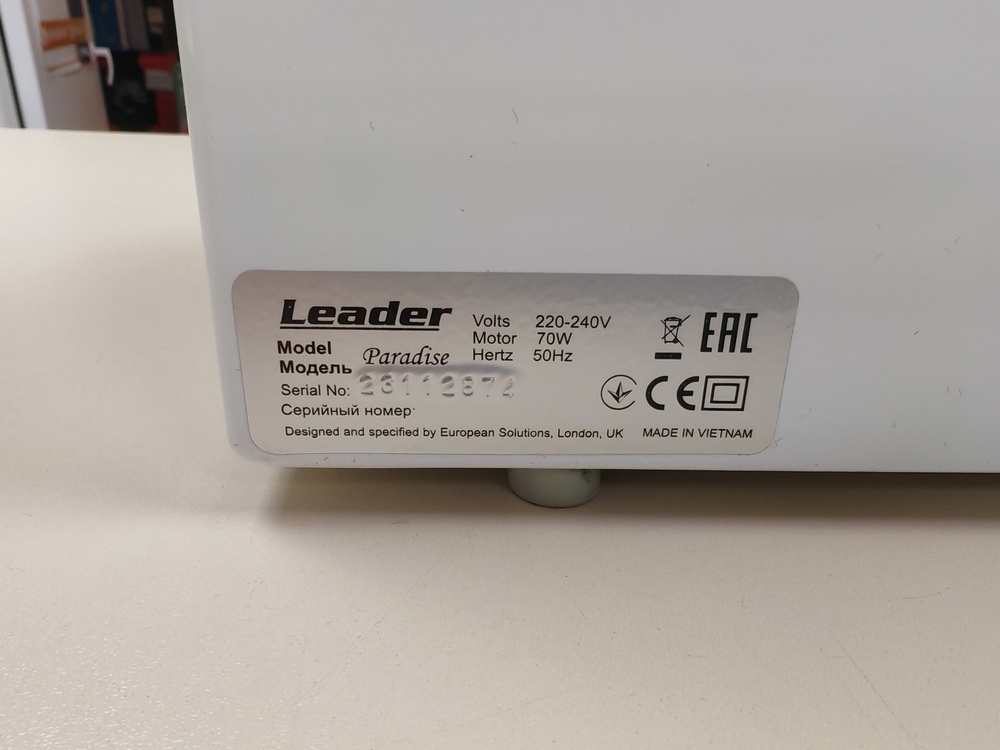 Leader
Model
Модель
Paradise
Volts 220-240V
Motor 70W
Hertz 50Hz
EAC
CE
Serial No: 23112874
Серийный номер:
Designed and specified by European Solutions, London, UK
MADE IN VIETNAM